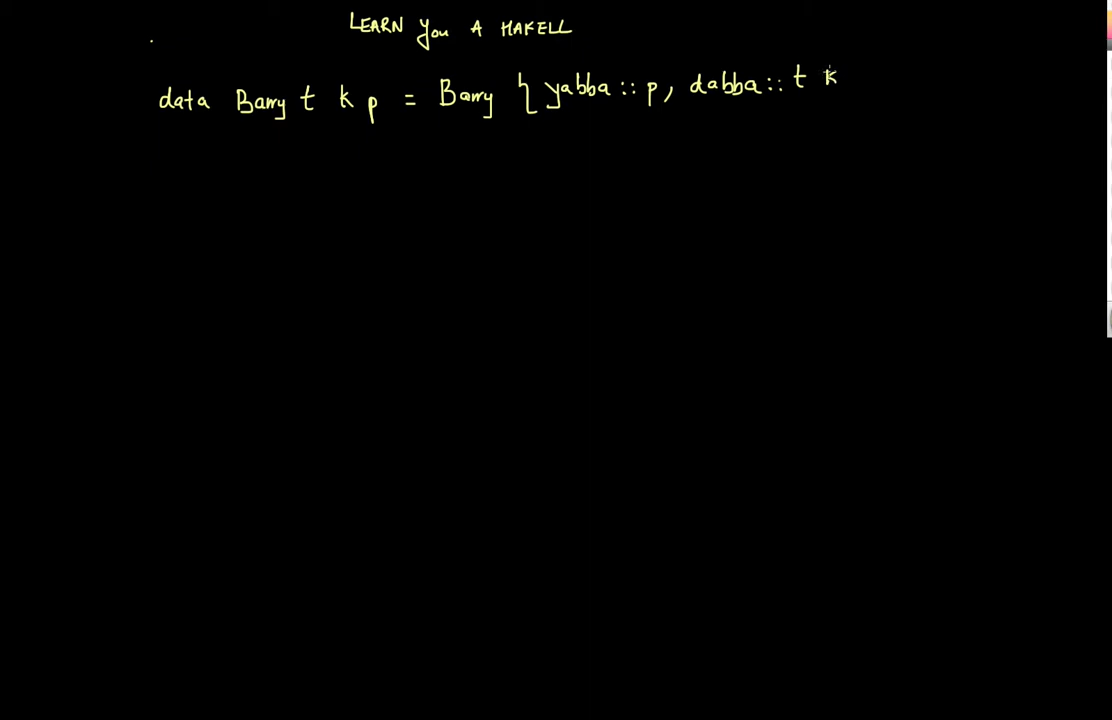 LEARN You A HAKELL
data Barry t k p = Barry { yabba :: p, dabba :: t k